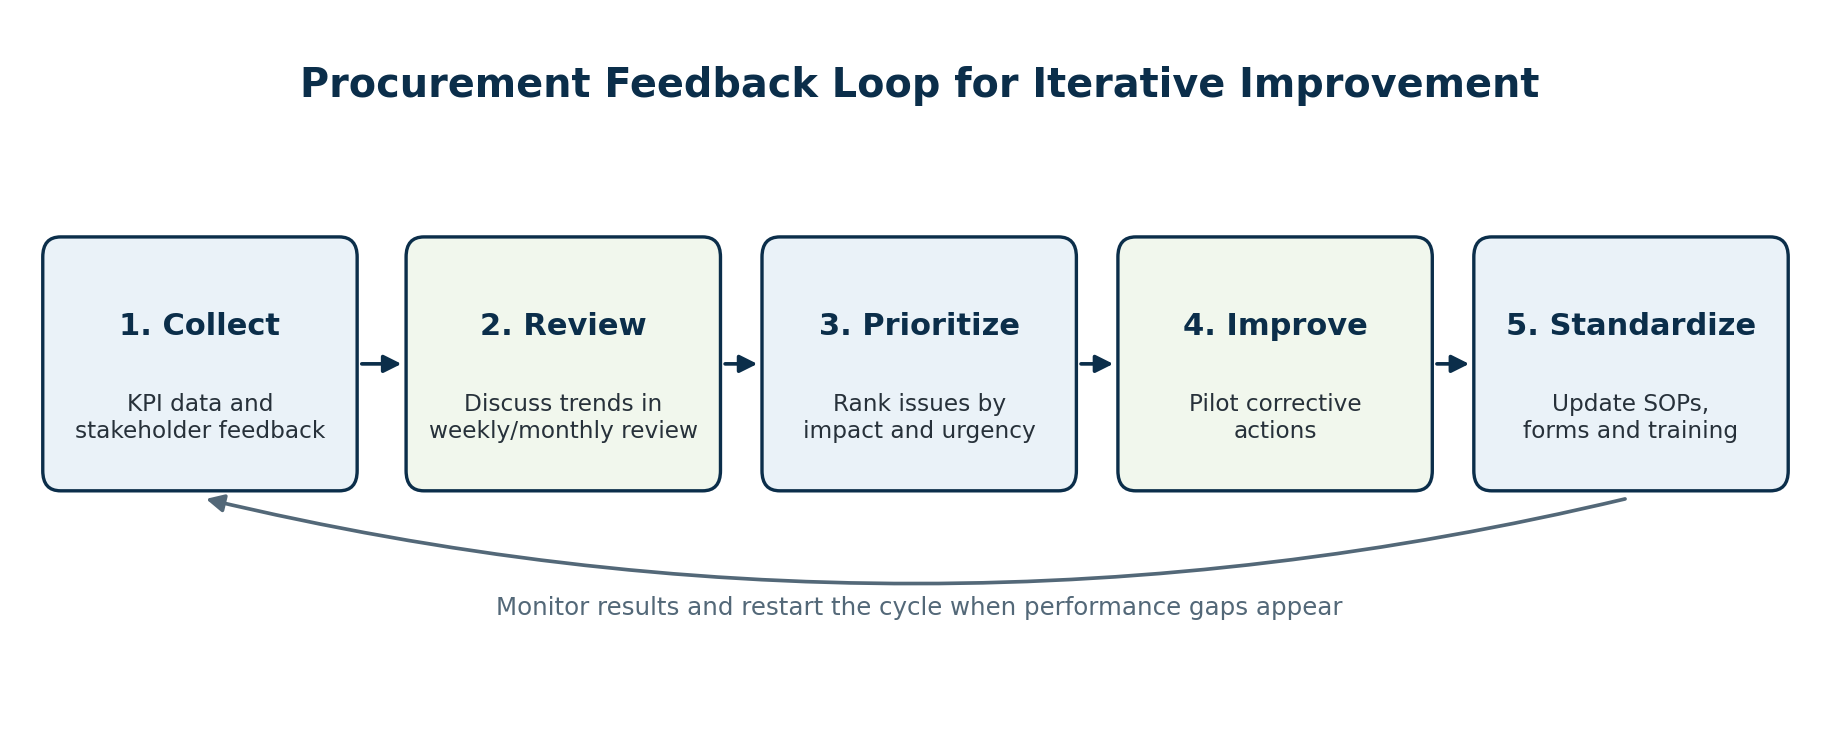 Procurement Feedback Loop for Iterative Improvement
1. Collect
KPI data and
stakeholder feedback
2. Review
Discuss trends in
weekly/monthly review
3. Prioritize
Rank issues by
impact and urgency
4. Improve
Pilot corrective
actions
5. Standardize
Update SOPs,
forms and training
Monitor results and restart the cycle when performance gaps appear